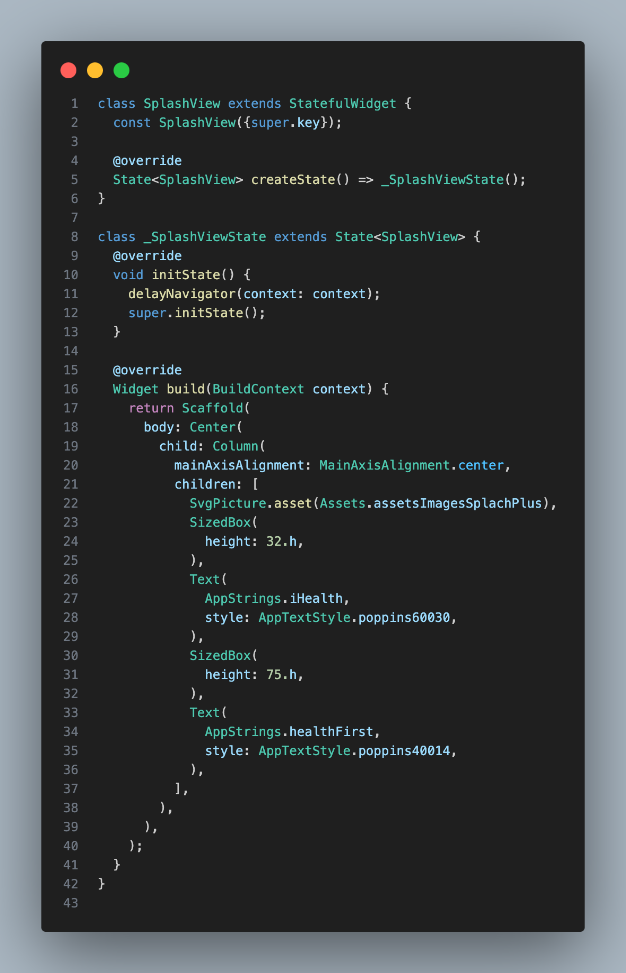 1 class SplashView extends StatefulWidget {
2   const SplashView({super.key});
3
4   @override
5   State<SplashView> createState() => _SplashViewState();
6 }
7
8 class _SplashViewState extends State<SplashView> {
9   @override
10   void initState() {
11     delayNavigator(context: context);
12     super.initState();
13   }
14
15   @override
16   Widget build(BuildContext context) {
17     return Scaffold(
18       body: Center(
19         child: Column(
20           mainAxisAlignment: MainAxisAlignment.center,
21           children: [
22             SvgPicture.asset(Assets.assetsImagesSplachPlus),
23             SizedBox(
24               height: 32.h,
25             ),
26             Text(
27               AppStrings.iHealth,
28               style: AppTextStyle.poppins60030,
29             ),
30             SizedBox(
31               height: 75.h,
32             ),
33             Text(
34               AppStrings.healthFirst,
35               style: AppTextStyle.poppins40014,
36             ),
37           ],
38         ),
39       ),
40     );
41   }
42 }
43